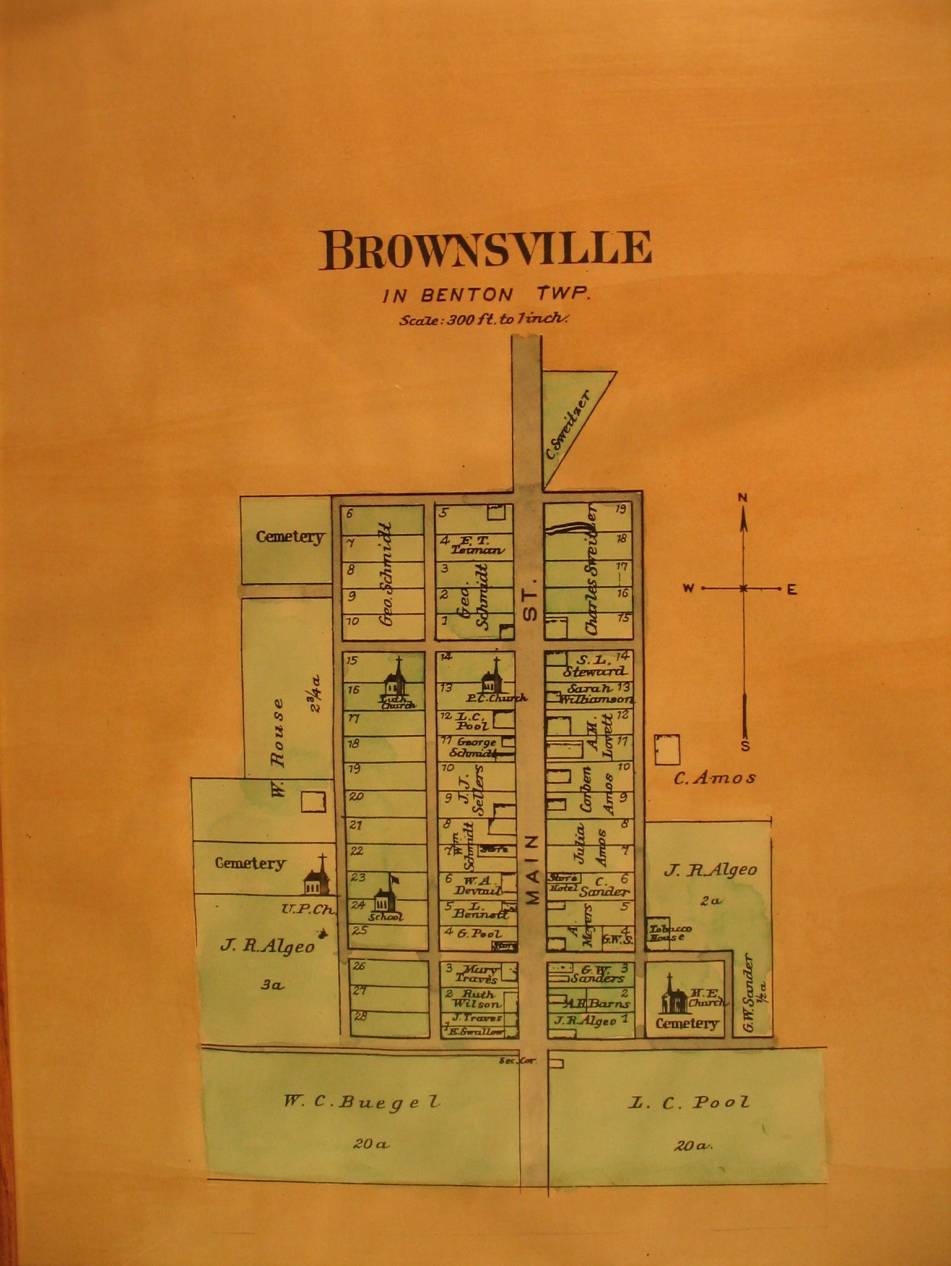 BROWNSVILLE
IN BENTON TWP.
Scale: 300 ft. to 1 inch.
C. Sweitzer
N
W
E
S
Cemetery
6
7
8
9
10
Geo. Schmidt
5
4 E. T.
Teiman
3
2
1
Geo.
Schmidt
ST.
19
18
17
16
15
Charles Sweitzer
W. Rouse
2 3/4 a
15
16
Luth.
Church
17
18
19
20
21
22
23
24
School
25
14
13
P.C. Church
12 L.C.
Pool
11 George
Schmidt
10
9
J. J.
Sellers
8
7
Wm
Schmidt
Store
6 W.A.
Devaul
5 L.
Bennett
4 G. Pool
Store
MAIN
S. L. 14
Steward
Sarah 13
Williamson
12
11
A.H.
Lovett
10
9
Corben
Amos
8
7
Julia
Amos
Store
Hotel
C. 6
Sander
5
4
A.
Meyers
G.W.S.
C. Amos
J. R. Algeo
2a
Tobacco
House
Cemetery
U.P. Ch.
J. R. Algeo
3a
26
27
28
3 Mary
Traves
2 Ruth
Wilson
J. Traves
1
E. Swallow
G.W. 3
Sanders
2
A.H. Barns
J.R. Algeo 1
M.E.
Church
Cemetery
G.W. Sander
1/2 a
Sec. Cor.
W. C. Buegel
20 a
L. C. Pool
20 a.